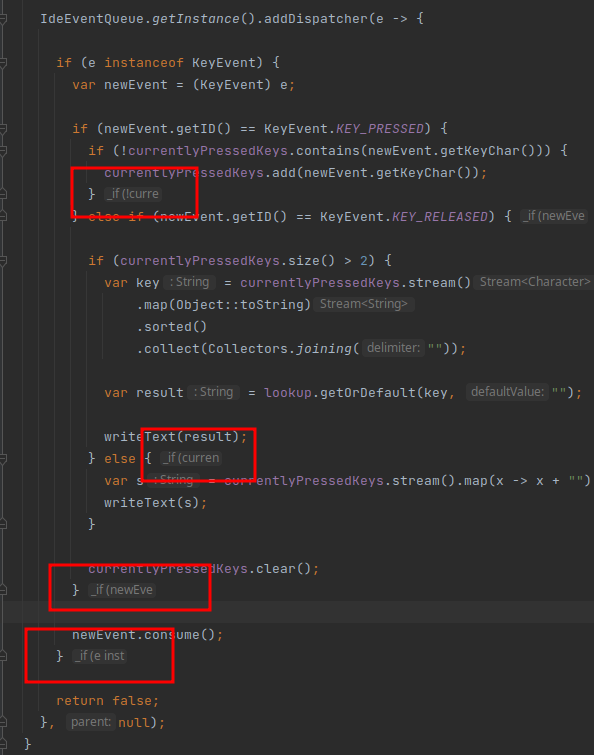 IdeEventQueue.getInstance().addDispatcher(e -> {
if (e instanceof KeyEvent) {
var newEvent = (KeyEvent) e;
if (newEvent.getID() == KeyEvent.KEY_PRESSED) {
if (!currentlyPressedKeys.contains(newEvent.getKeyChar())) {
currentlyPressedKeys.add(newEvent.getKeyChar());
} _if (!curre
} else if (newEvent.getID() == KeyEvent.KEY_RELEASED) { _if (newEve
if (currentlyPressedKeys.size() > 2) {
var key : String = currentlyPressedKeys.stream() Stream<Character>
.map(Object::toString) Stream<String>
.sorted()
.collect(Collectors.joining( delimiter: ""));
var result : String = lookup.getOrDefault(key, defaultValue: "");
writeText(result);
} else { _if (curren
var s : String = currentlyPressedKeys.stream().map(x -> x + "")
writeText(s);
}
currentlyPressedKeys.clear();
} _if (newEve
newEvent.consume();
} _if (e inst
return false;
}, parent: null);
}